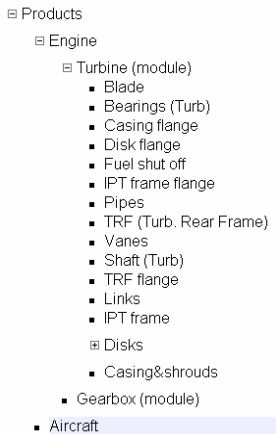 Products
Engine
Turbine (module)
Blade
Bearings (Turb)
Casing flange
Disk flange
Fuel shut off
IPT frame flange
Pipes
TRF (Turb. Rear Frame)
Vanes
Shaft (Turb)
TRF flange
Links
IPT frame
Disks
Casing&shrouds
Gearbox (module)
Aircraft